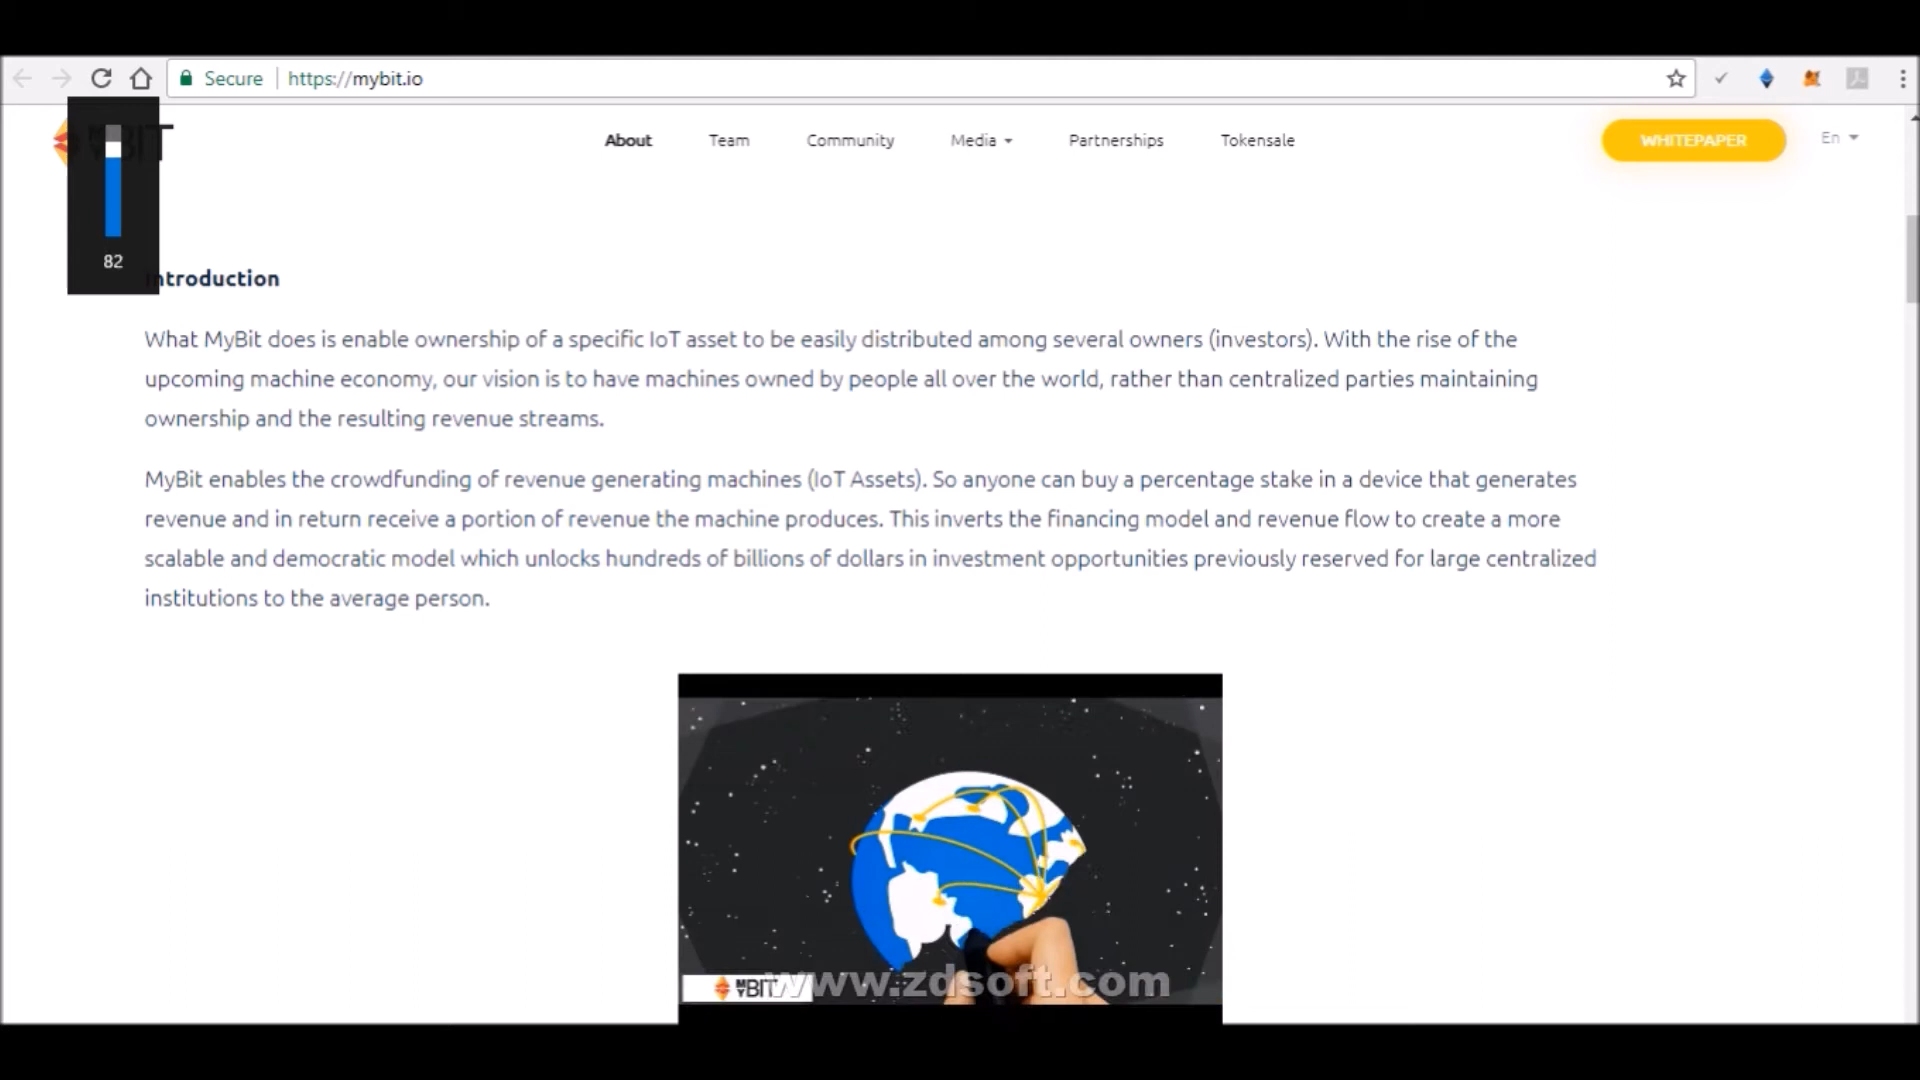 Secure https://mybit.io
MYBIT
About Team Community Media Partnerships Tokensale
WHITEPAPER
En
82
Introduction
What MyBit does is enable ownership of a specific IoT asset to be easily distributed among several owners (investors). With the rise of the
upcoming machine economy, our vision is to have machines owned by people all over the world, rather than centralized parties maintaining
ownership and the resulting revenue streams.
MyBit enables the crowdfunding of revenue generating machines (IoT Assets). So anyone can buy a percentage stake in a device that generates
revenue and in return receive a portion of revenue the machine produces. This inverts the financing model and revenue flow to create a more
scalable and democratic model which unlocks hundreds of billions of dollars in investment opportunities previously reserved for large centralized
institutions to the average person.
MYBIT
www.zdsoft.com